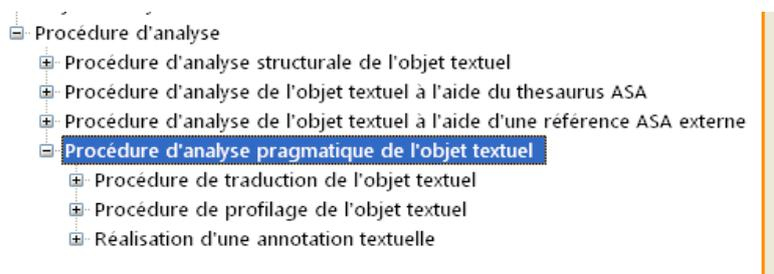 Procédure d'analyse
Procédure d'analyse structurale de l'objet textuel
Procédure d'analyse de l'objet textuel à l'aide du thesaurus ASA
Procédure d'analyse de l'objet textuel à l'aide d'une référence ASA externe
Procédure d'analyse pragmatique de l'objet textuel
Procédure de traduction de l'objet textuel
Procédure de profilage de l'objet textuel
Réalisation d'une annotation textuelle